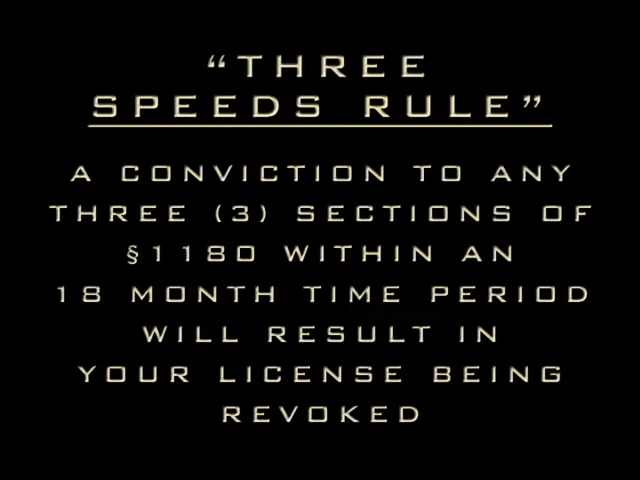 “THREE
SPEEDS RULE”
A CONVICTION TO ANY
THREE (3) SECTIONS OF
§1180 WITHIN AN
18 MONTH TIME PERIOD
WILL RESULT IN
YOUR LICENSE BEING
REVOKED